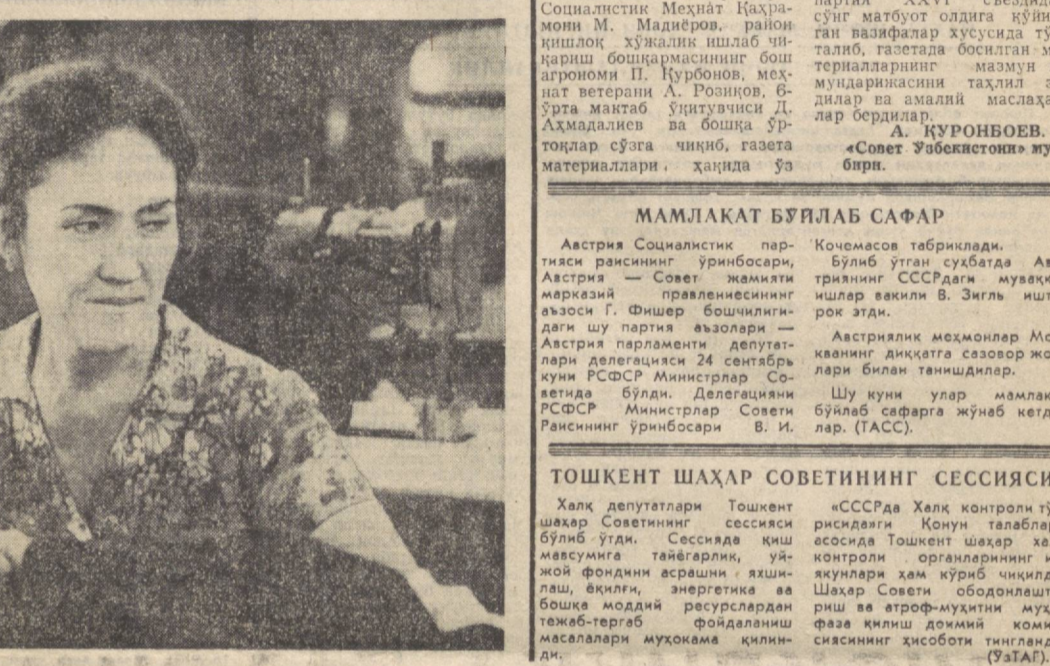 Социалистик Меҳнат Қаҳра-
мони М. Мадиёров, район
қишлоқ хўжалик ишлаб чи-
қариш бошқармасининг бош
агрономи П. Қурбонов, меҳ-
нат ветерани А. Розиқов, 6-
ўрта мактаб ўқитувчиси Д.
Аҳмадалиев ва бошқа ўр-
тоқлар сўзга чиқиб, газета
материаллари ҳақида ўз
партия XXVI
сўнг матбуот олдига қўйи
ган вазифалар хусусида
талиб, газетада босилган
териалларнинг мазмун
мундарижасини таҳлил
дилар ва амалий маслаҳа
лар бердилар.
А. ҚУРОНБОЕВ.
«Совет Ўзбекистони» му
бири.
МАМЛАКАТ БЎЙЛАБ САФАР
Австрия Социалистик пар-
тияси раисининг ўринбосари,
Австрия — Совет жамияти
марказий правлениесининг
аъзоси Г. Фишер бошчилиги-
даги шу партия аъзолари —
Австрия парламенти депутат-
лари делегацияси 24 сентябрь
куни РСФСР Министрлар Со-
ветида бўлди. Делегацияни
РСФСР Министрлар Совети
Раисининг ўринбосари В. И.
Кочемасов табриклади.
Бўлиб ўтган суҳбатда Ав
триянинг СССРдаги муваққ
ишлар вакили В. Зигль ишт
рок этди.
Австриялик меҳмонлар Мо
кванинг диққатга сазовор жо
лари билан танишдилар.
Шу куни улар мамлак
бўйлаб сафарга жўнаб кетд
лар. (ТАСС).
ТОШКЕНТ ШАҲАР СОВЕТИНИНГ СЕССИЯСИ
Халқ депутатлари Тошкент
шаҳар Советининг сессияси
бўлиб ўтди. Сессияда қиш
мавсумига тайёгарлик, уй-
жой фондини асрашни яхши-
лаш, ёқилғи, энергетика ва
бошқа моддий ресурслардан
тежаб-тергаб фойдаланиш
масалалари муҳокама қилин-
ди.
«СССРда Халқ контроли тў
рисида»ги Қонун талабла
асосида Тошкент шаҳар ха
контроли органларининг
якунлари ҳам кўриб чиқилд
Шаҳар Совети ободонлашт
риш ва атроф-муҳитни муҳ
фаза қилиш доимий коми
сиясининг ҳисоботи тингланд
(ЎзТАГ).